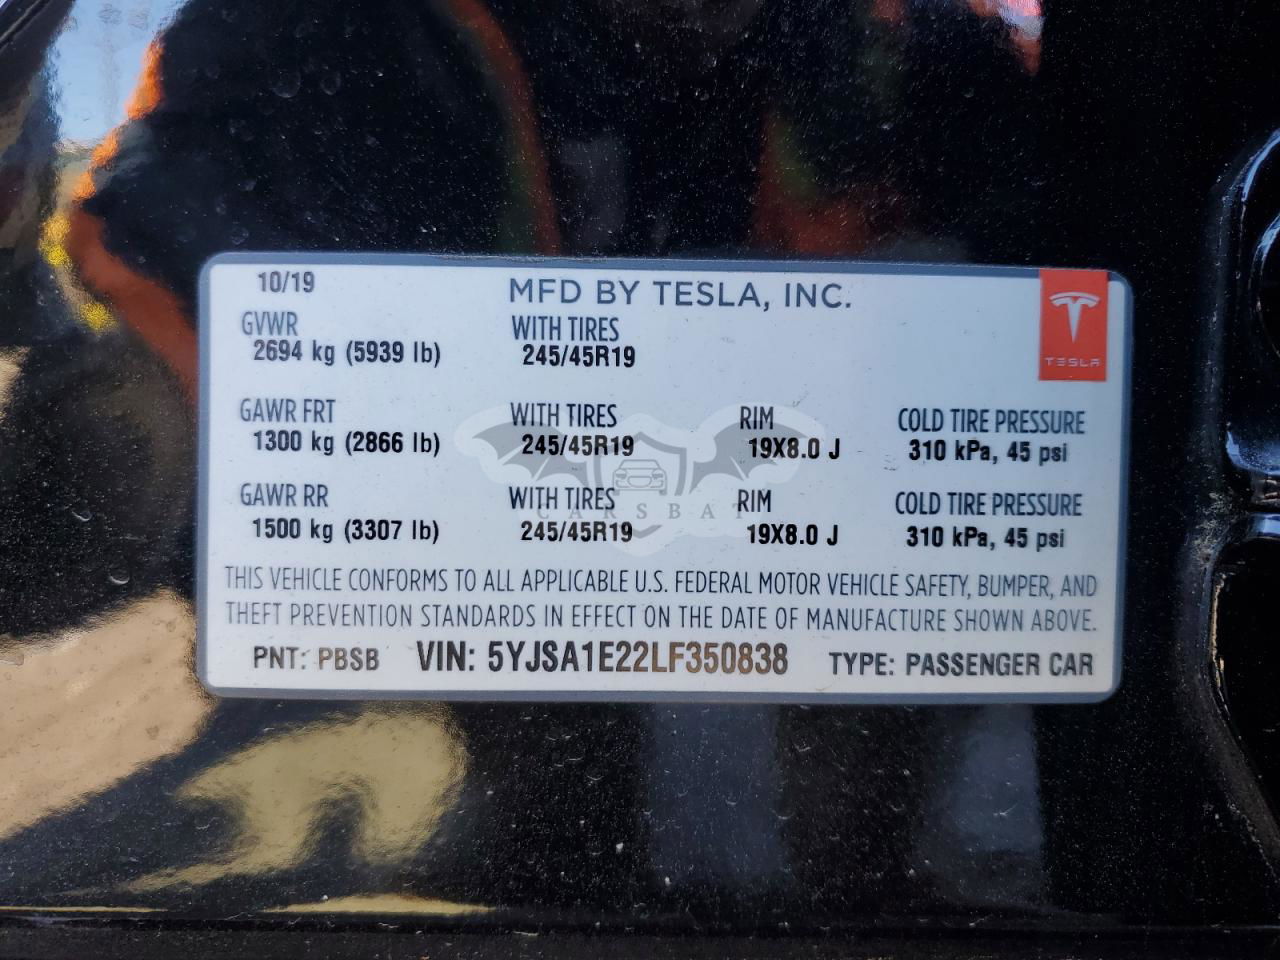 10/19 MFD BY TESLA, INC.
TESLA
GVWR WITH TIRES
2694 kg (5939 lb) 245/45R19
GAWR FRT WITH TIRES RIM COLD TIRE PRESSURE
1300 kg (2866 lb) 245/45R19 19X8.0 J 310 kPa, 45 psi
GAWR RR WITH TIRES RIM COLD TIRE PRESSURE
CARSBAT
1500 kg (3307 lb) 245/45R19 19X8.0 J 310 kPa, 45 psi
THIS VEHICLE CONFORMS TO ALL APPLICABLE U.S. FEDERAL MOTOR VEHICLE SAFETY, BUMPER, AND
THEFT PREVENTION STANDARDS IN EFFECT ON THE DATE OF MANUFACTURE SHOWN ABOVE.
PNT: PBSB VIN: 5YJSA1E22LF350838 TYPE: PASSENGER CAR